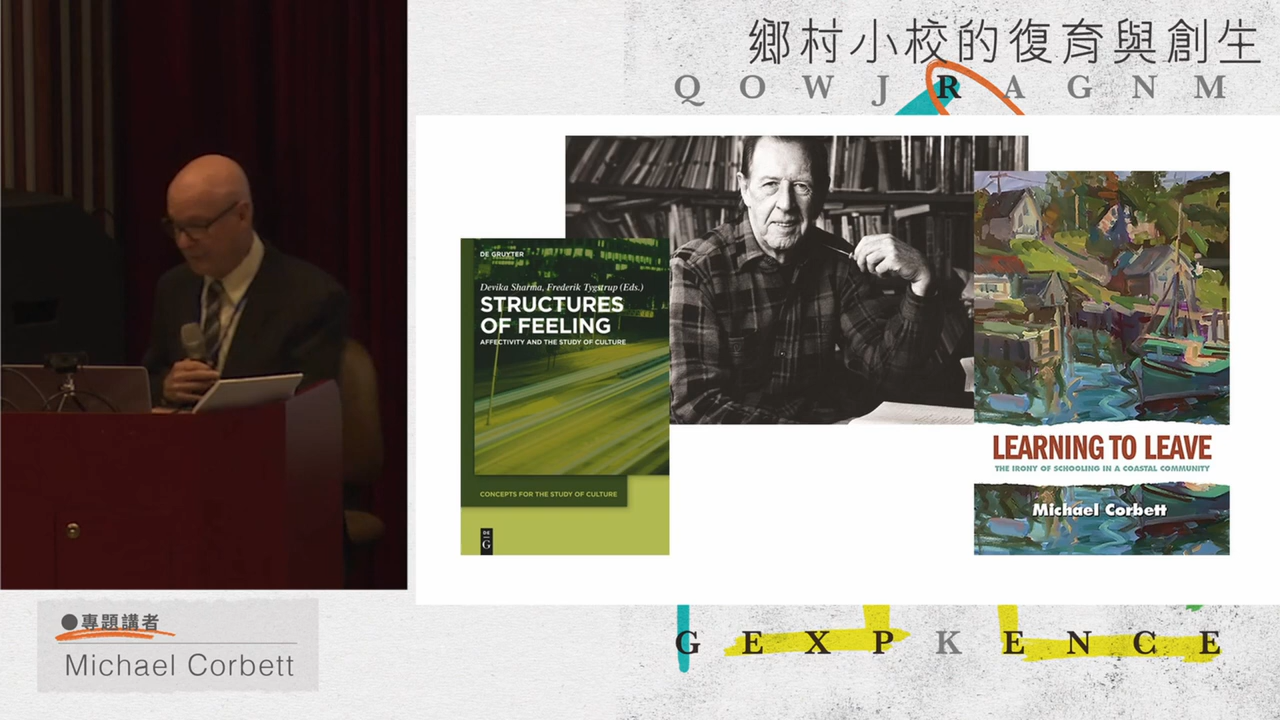 鄉村小校的復育與創生
Q O W J R A G N M
DE GRUYTER
Devika Sharma, Frederik Tygstrup (Eds.)
STRUCTURES
OF FEELING
AFFECTIVITY AND THE STUDY OF CULTURE
CONCEPTS FOR THE STUDY OF CULTURE
DE
G
LEARNING TO LEAVE
THE IRONY OF SCHOOLING IN A COASTAL COMMUNITY
Michael Corbett
●專題講者
Michael Corbett
G E X P K E N C E